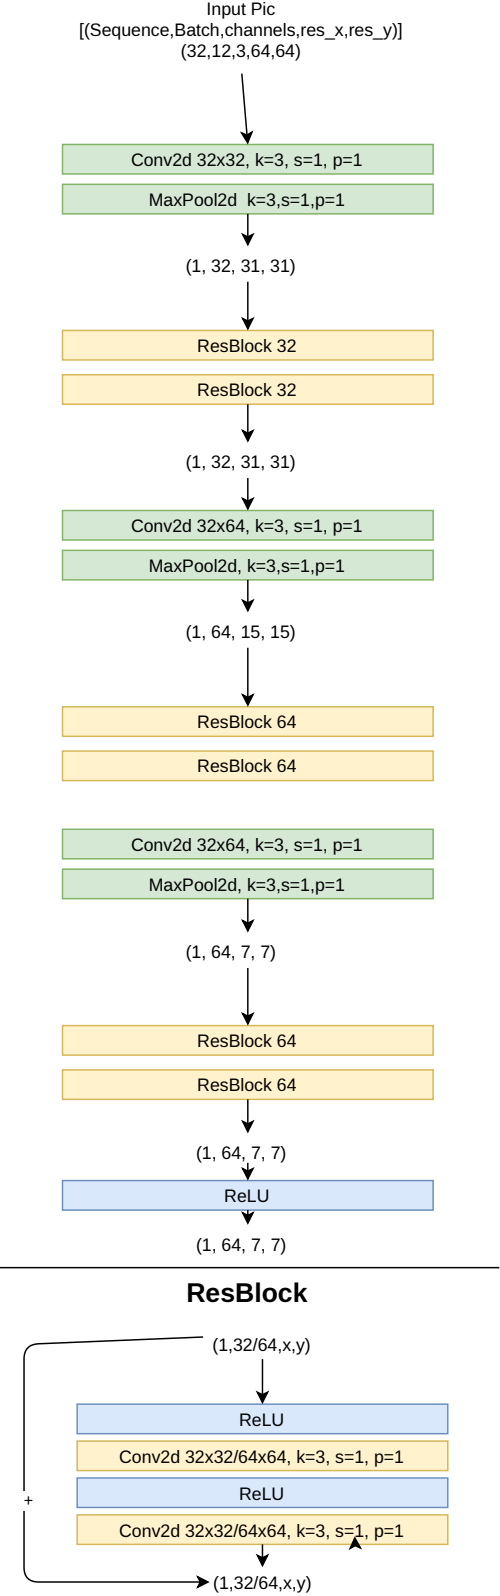 Input Pic
[(Sequence,Batch,channels,res_x,res_y)]
(32,12,3,64,64)
Conv2d 32x32, k=3, s=1, p=1
MaxPool2d  k=3,s=1,p=1
(1, 32, 31, 31)
ResBlock 32
ResBlock 32
(1, 32, 31, 31)
Conv2d 32x64, k=3, s=1, p=1
MaxPool2d, k=3,s=1,p=1
(1, 64, 15, 15)
ResBlock 64
ResBlock 64
Conv2d 32x64, k=3, s=1, p=1
MaxPool2d, k=3,s=1,p=1
(1, 64, 7, 7)
ResBlock 64
ResBlock 64
(1, 64, 7, 7)
ReLU
(1, 64, 7, 7)
ResBlock
(1,32/64,x,y)
ReLU
Conv2d 32x32/64x64, k=3, s=1, p=1
ReLU
+
Conv2d 32x32/64x64, k=3, s=1, p=1
(1,32/64,x,y)